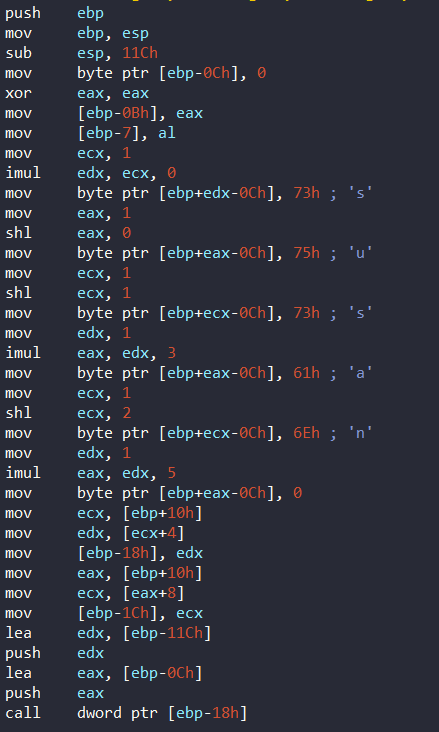 push ebp
mov ebp, esp
sub esp, 11Ch
mov byte ptr [ebp-0Ch], 0
xor eax, eax
mov [ebp-0Bh], eax
mov [ebp-7], al
mov ecx, 1
imul edx, ecx, 0
mov byte ptr [ebp+edx-0Ch], 73h ; 's'
mov eax, 1
shl eax, 0
mov byte ptr [ebp+eax-0Ch], 75h ; 'u'
mov ecx, 1
shl ecx, 1
mov byte ptr [ebp+ecx-0Ch], 73h ; 's'
mov edx, 1
imul eax, edx, 3
mov byte ptr [ebp+eax-0Ch], 61h ; 'a'
mov ecx, 1
shl ecx, 2
mov byte ptr [ebp+ecx-0Ch], 6Eh ; 'n'
mov edx, 1
imul eax, edx, 5
mov byte ptr [ebp+eax-0Ch], 0
mov ecx, [ebp+10h]
mov edx, [ecx+4]
mov [ebp-18h], edx
mov eax, [ebp+10h]
mov ecx, [eax+8]
mov [ebp-1Ch], ecx
lea edx, [ebp-11Ch]
push edx
lea eax, [ebp-0Ch]
push eax
call dword ptr [ebp-18h]